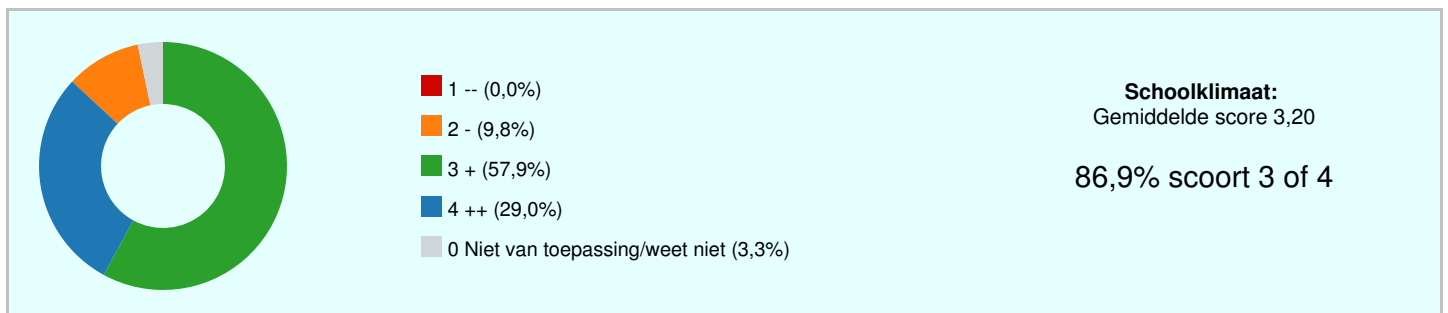 1 -- (0,0%)
2 - (9,8%)
3 + (57,9%)
4 ++ (29,0%)
0 Niet van toepassing/weet niet (3,3%)
Schoolklimaat:
Gemiddelde score 3,20
86,9% scoort 3 of 4